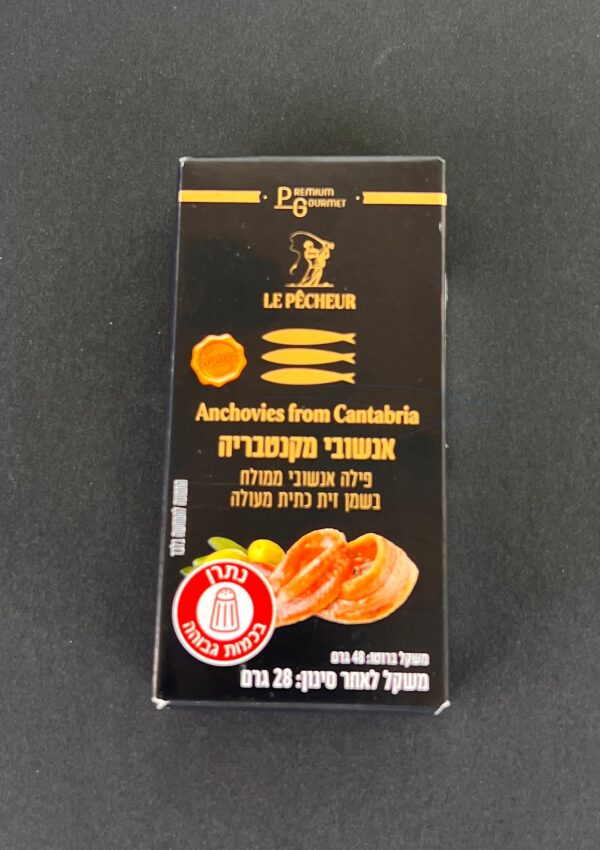 PREMIUM
GOURMET
LE PÊCHEUR
Anchovies from Cantabria
אנשובי מקנטבריה
פילה אנשובי ממולח
בשמן זית כתית מעולה
נתרן
בכמות גבוהה
משקל ברוטו: 48 גרם
משקל לאחר סינון: 28 גרם